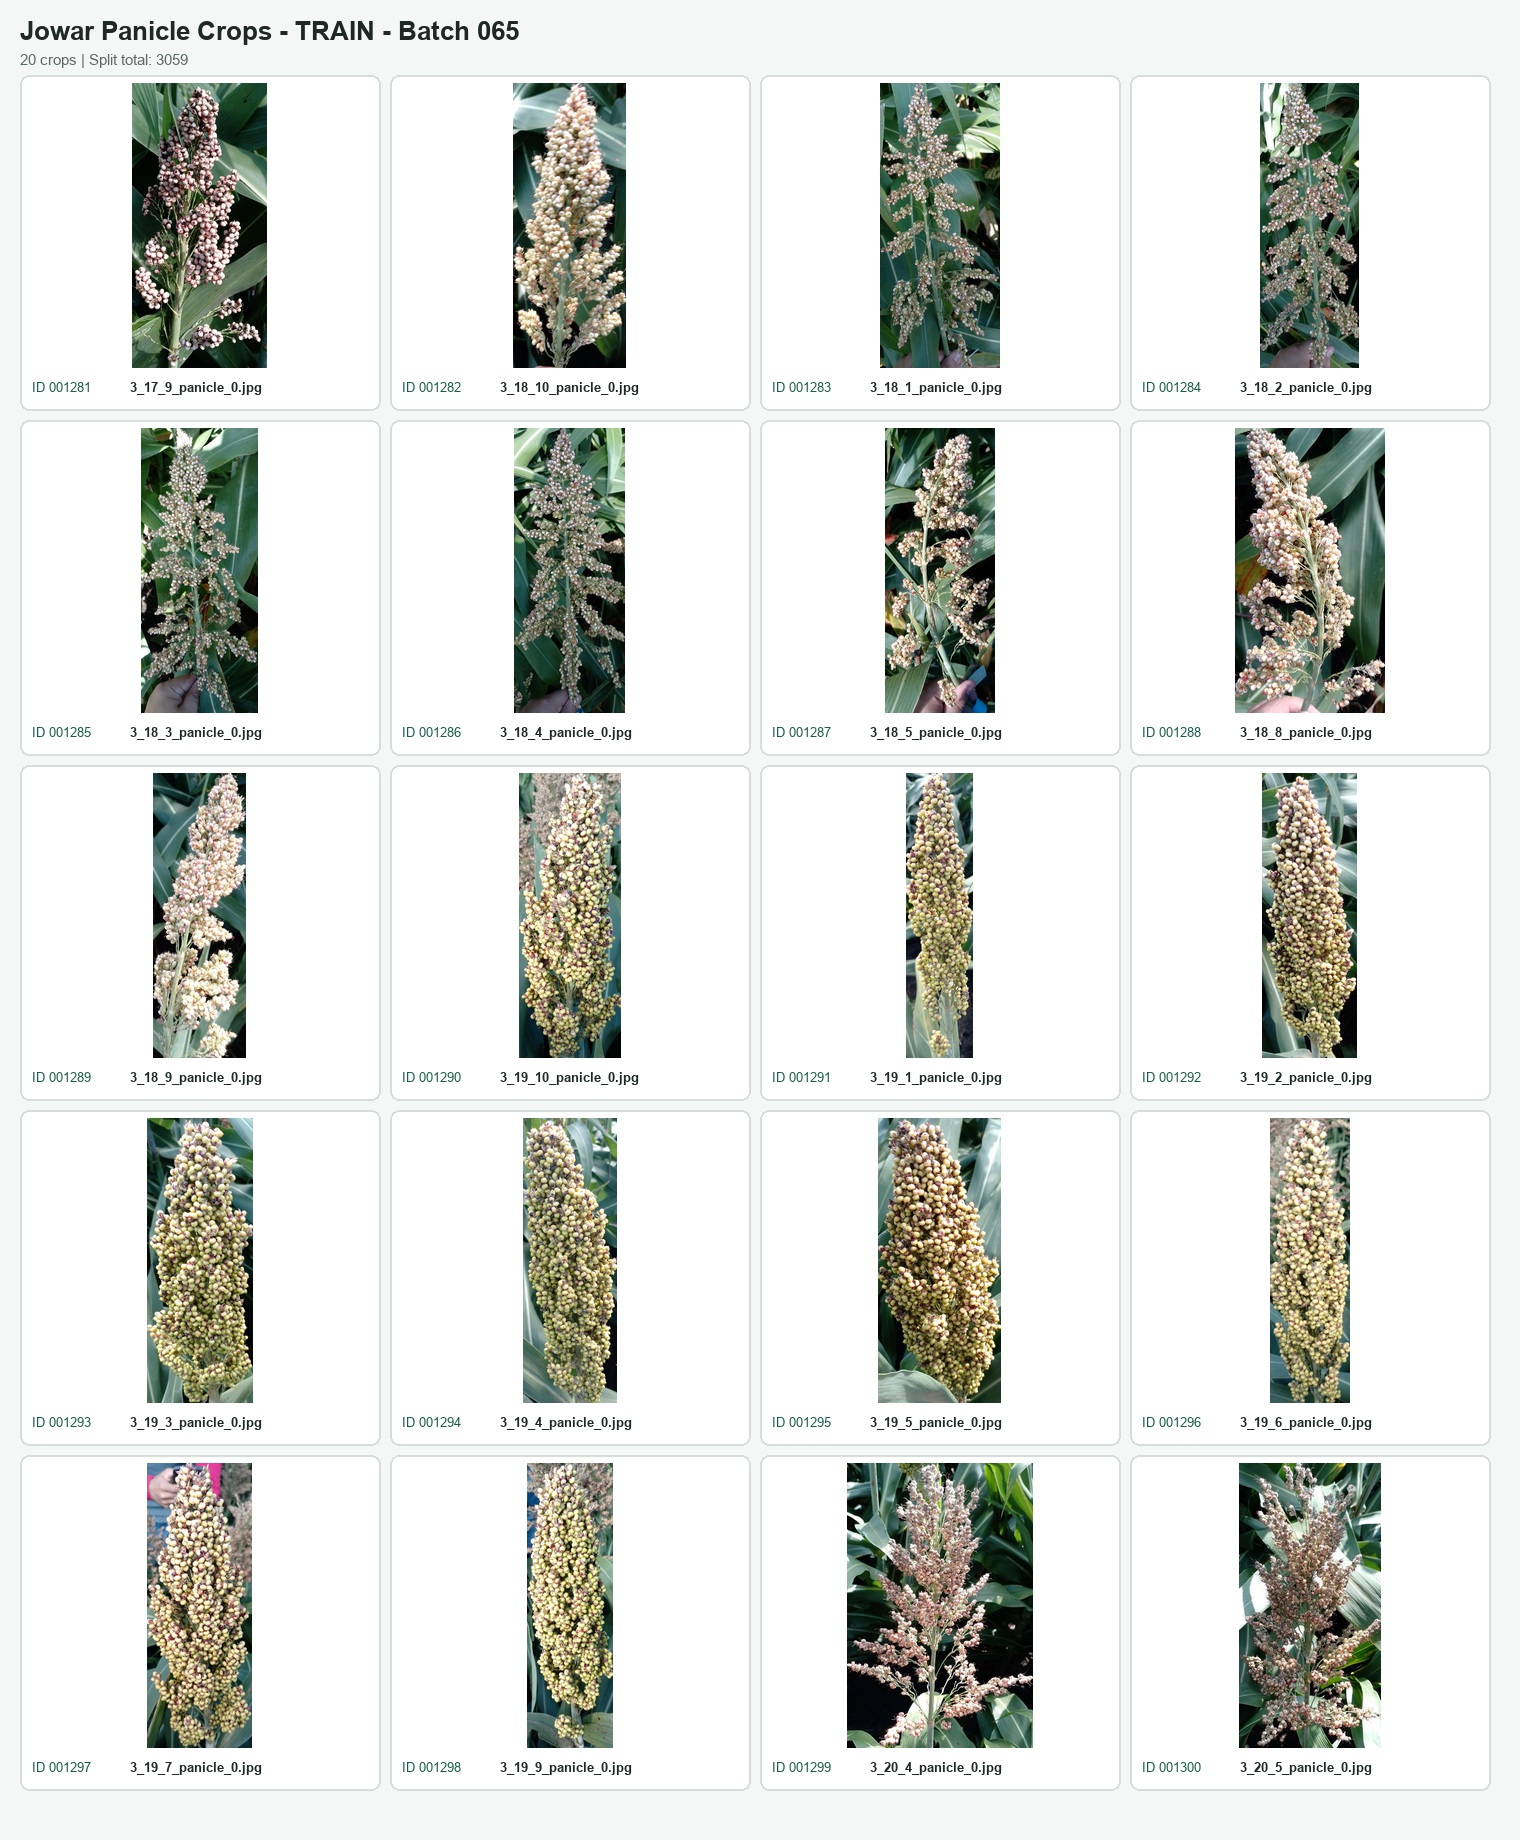 Jowar Panicle Crops - TRAIN - Batch 065
20 crops | Split total: 3059
ID 001281 3_17_9_panicle_0.jpg
ID 001282 3_18_10_panicle_0.jpg
ID 001283 3_18_1_panicle_0.jpg
ID 001284 3_18_2_panicle_0.jpg
ID 001285 3_18_3_panicle_0.jpg
ID 001286 3_18_4_panicle_0.jpg
ID 001287 3_18_5_panicle_0.jpg
ID 001288 3_18_8_panicle_0.jpg
ID 001289 3_18_9_panicle_0.jpg
ID 001290 3_19_10_panicle_0.jpg
ID 001291 3_19_1_panicle_0.jpg
ID 001292 3_19_2_panicle_0.jpg
ID 001293 3_19_3_panicle_0.jpg
ID 001294 3_19_4_panicle_0.jpg
ID 001295 3_19_5_panicle_0.jpg
ID 001296 3_19_6_panicle_0.jpg
ID 001297 3_19_7_panicle_0.jpg
ID 001298 3_19_9_panicle_0.jpg
ID 001299 3_20_4_panicle_0.jpg
ID 001300 3_20_5_panicle_0.jpg